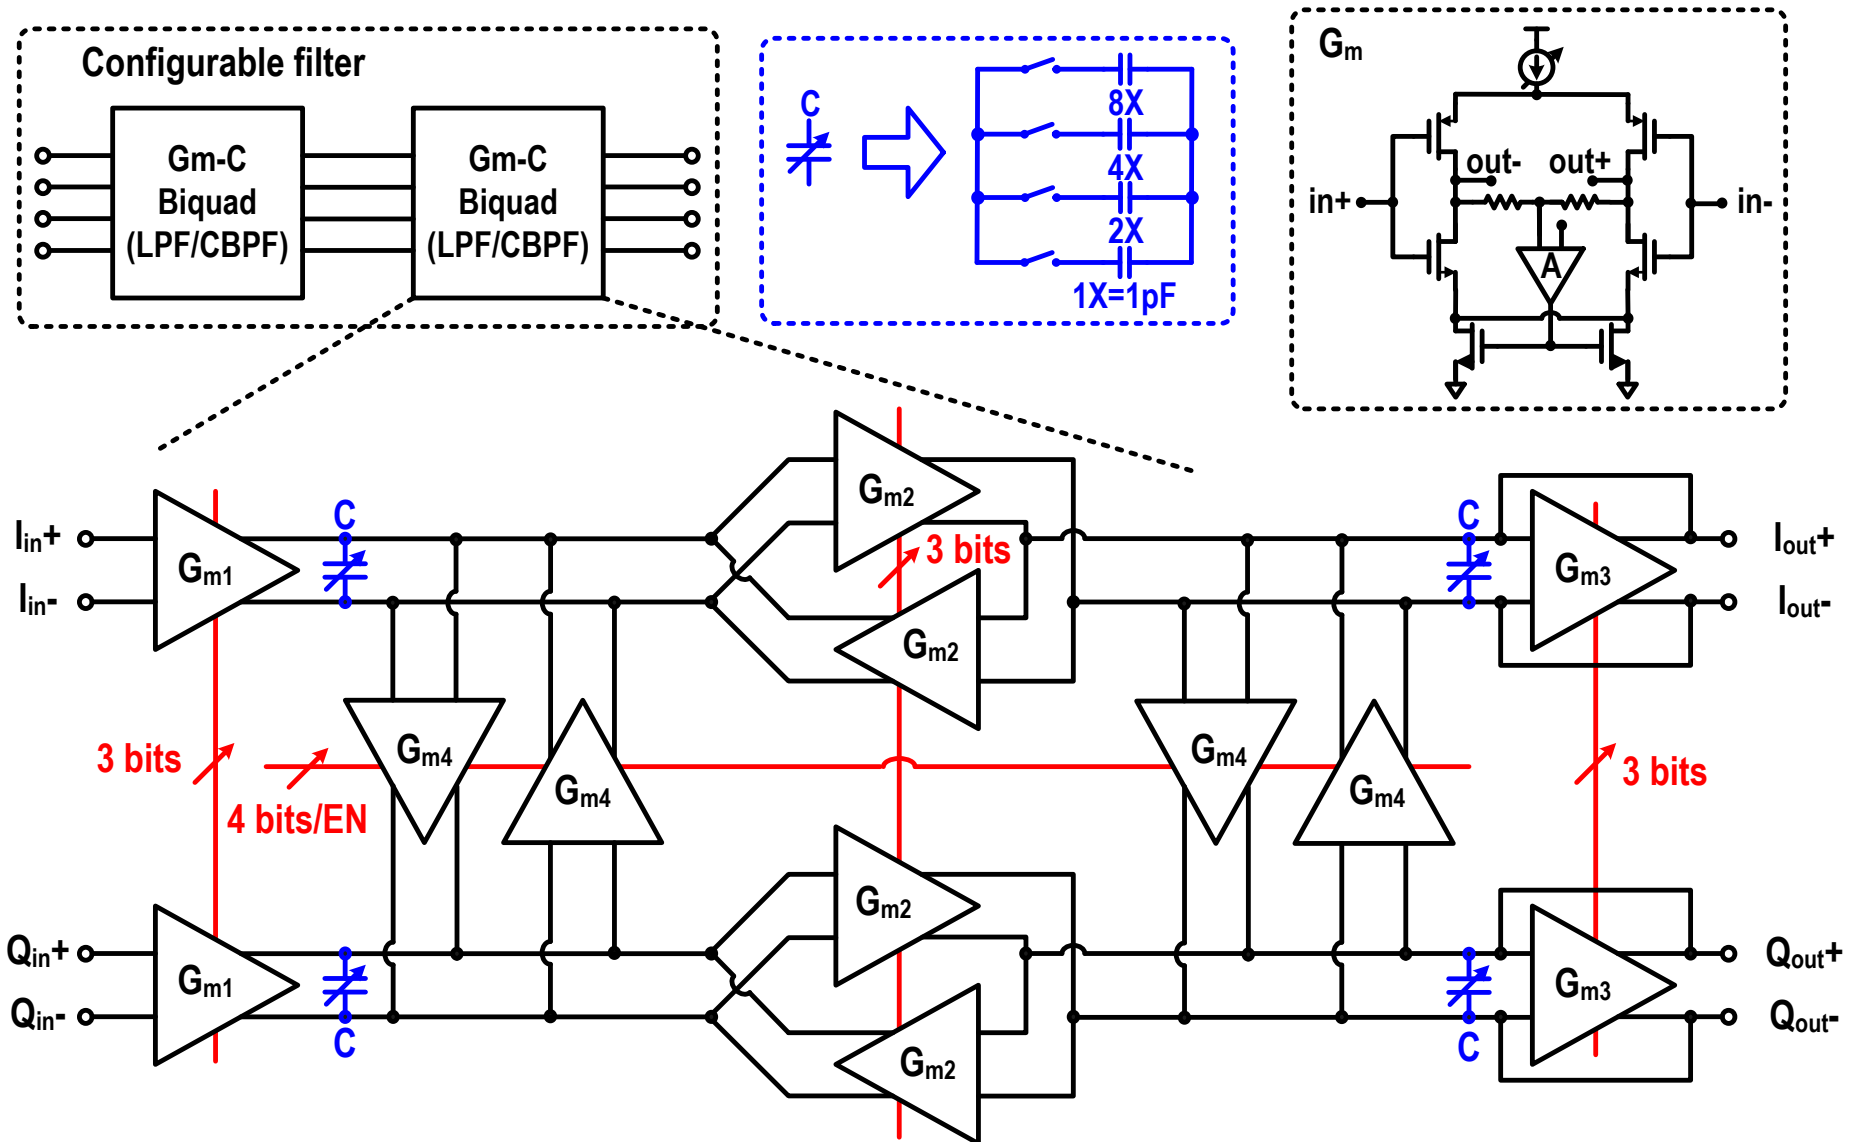 Configurable filter
Gm-C
Biquad
(LPF/CBPF)
Gm-C
Biquad
(LPF/CBPF)
C
8X
4X
2X
1X=1pF
Gm
out-
out+
in+
in-
A
Iin+
Iin-
Gm1
C
Gm2
3 bits
Gm2
C
Gm3
Iout+
Iout-
3 bits
4 bits/EN
Gm4
Gm4
Gm4
Gm4
3 bits
Qin+
Qin-
Gm1
C
Gm2
Gm2
C
Gm3
Qout+
Qout-